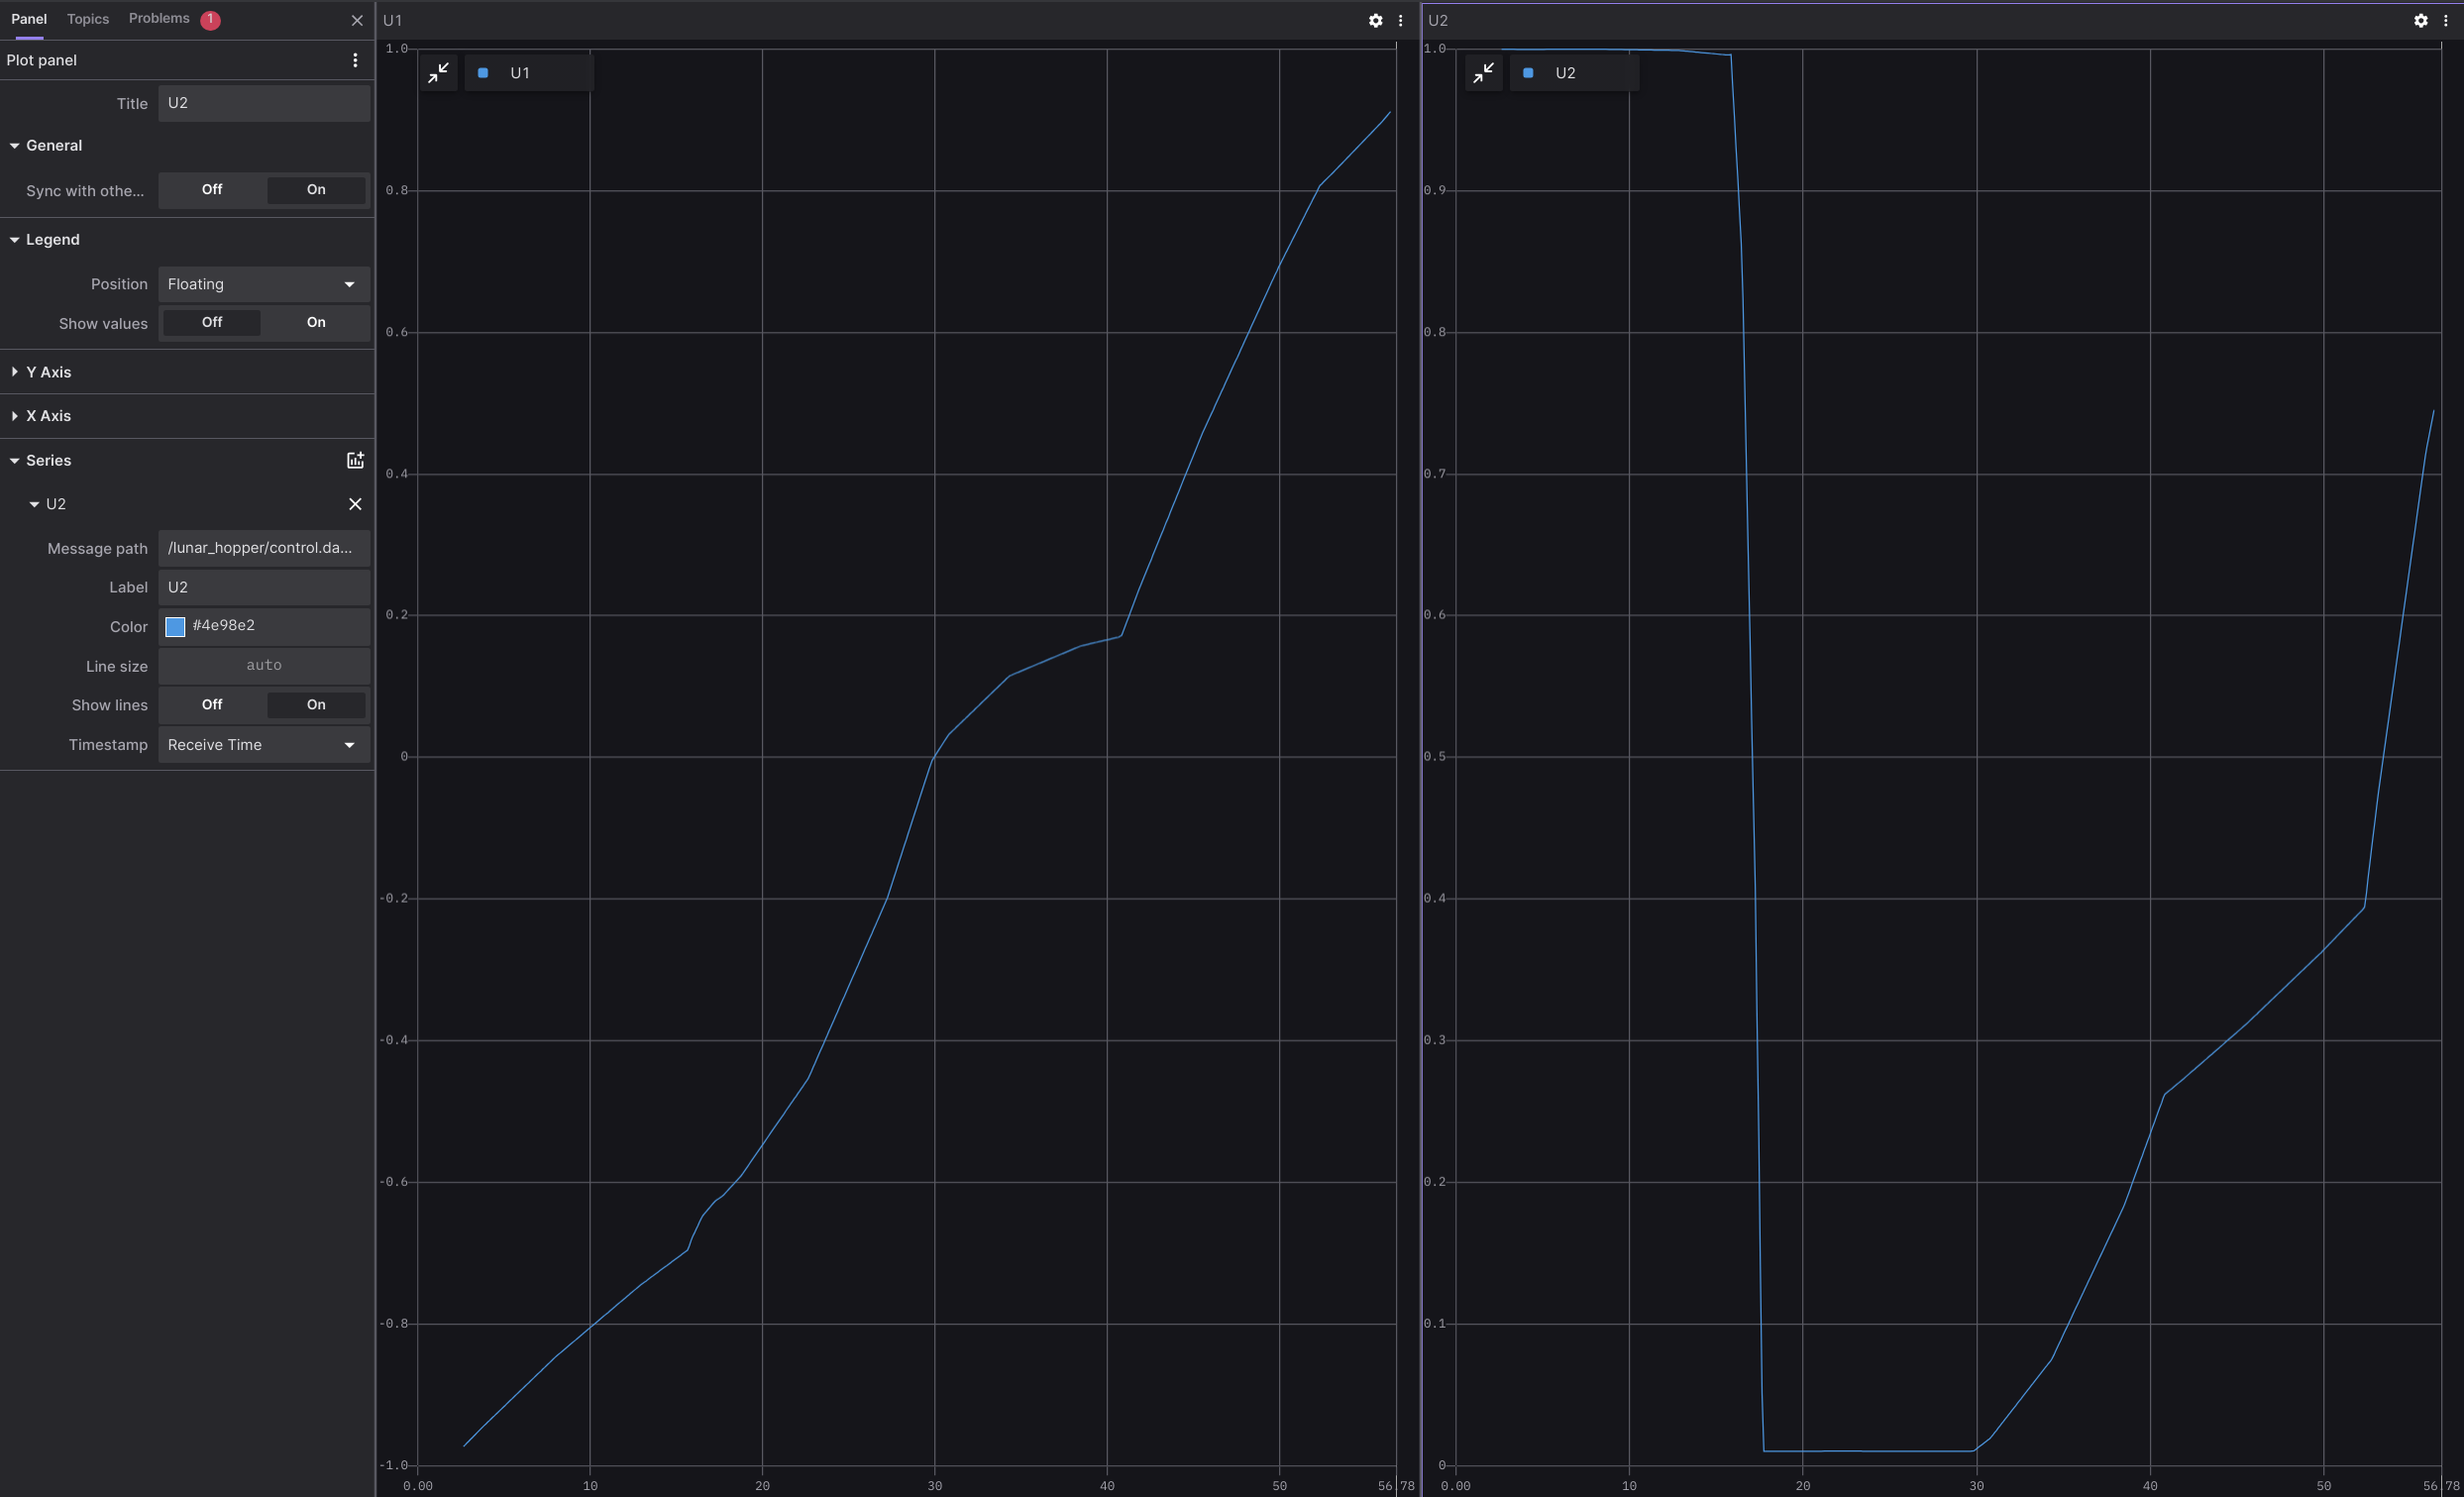 Panel Topics Problems 1
Plot panel
Title U2
General
Sync with othe... Off On
Legend
Position Floating
Show values Off On
Y Axis
X Axis
Series
U2
Message path /lunar_hopper/control.da...
Label U2
Color #4e98e2
Line size auto
Show lines Off On
Timestamp Receive Time
U1
U1
1.0
0.8
0.6
0.4
0.2
0
-0.2
-0.4
-0.6
-0.8
-1.0
0.00 10 20 30 40 50 56.78
U2
U2
1.0
0.9
0.8
0.7
0.6
0.5
0.4
0.3
0.2
0.1
0
0.00 10 20 30 40 50 56.78